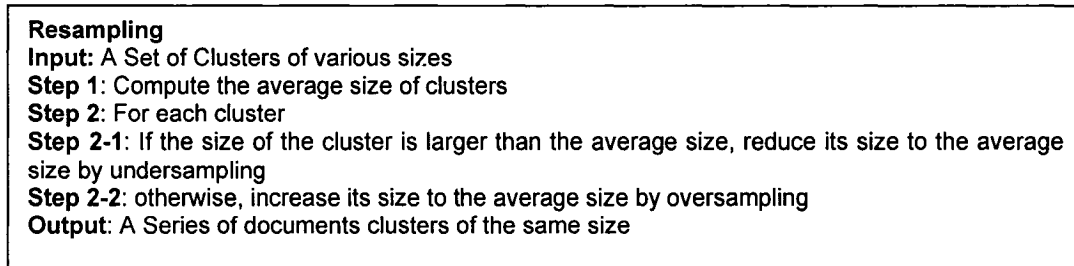 Resampling
Input: A Set of Clusters of various sizes
Step 1: Compute the average size of clusters
Step 2: For each cluster
Step 2-1: If the size of the cluster is larger than the average size, reduce its size to the average
size by undersampling
Step 2-2: otherwise, increase its size to the average size by oversampling
Output: A Series of documents clusters of the same size